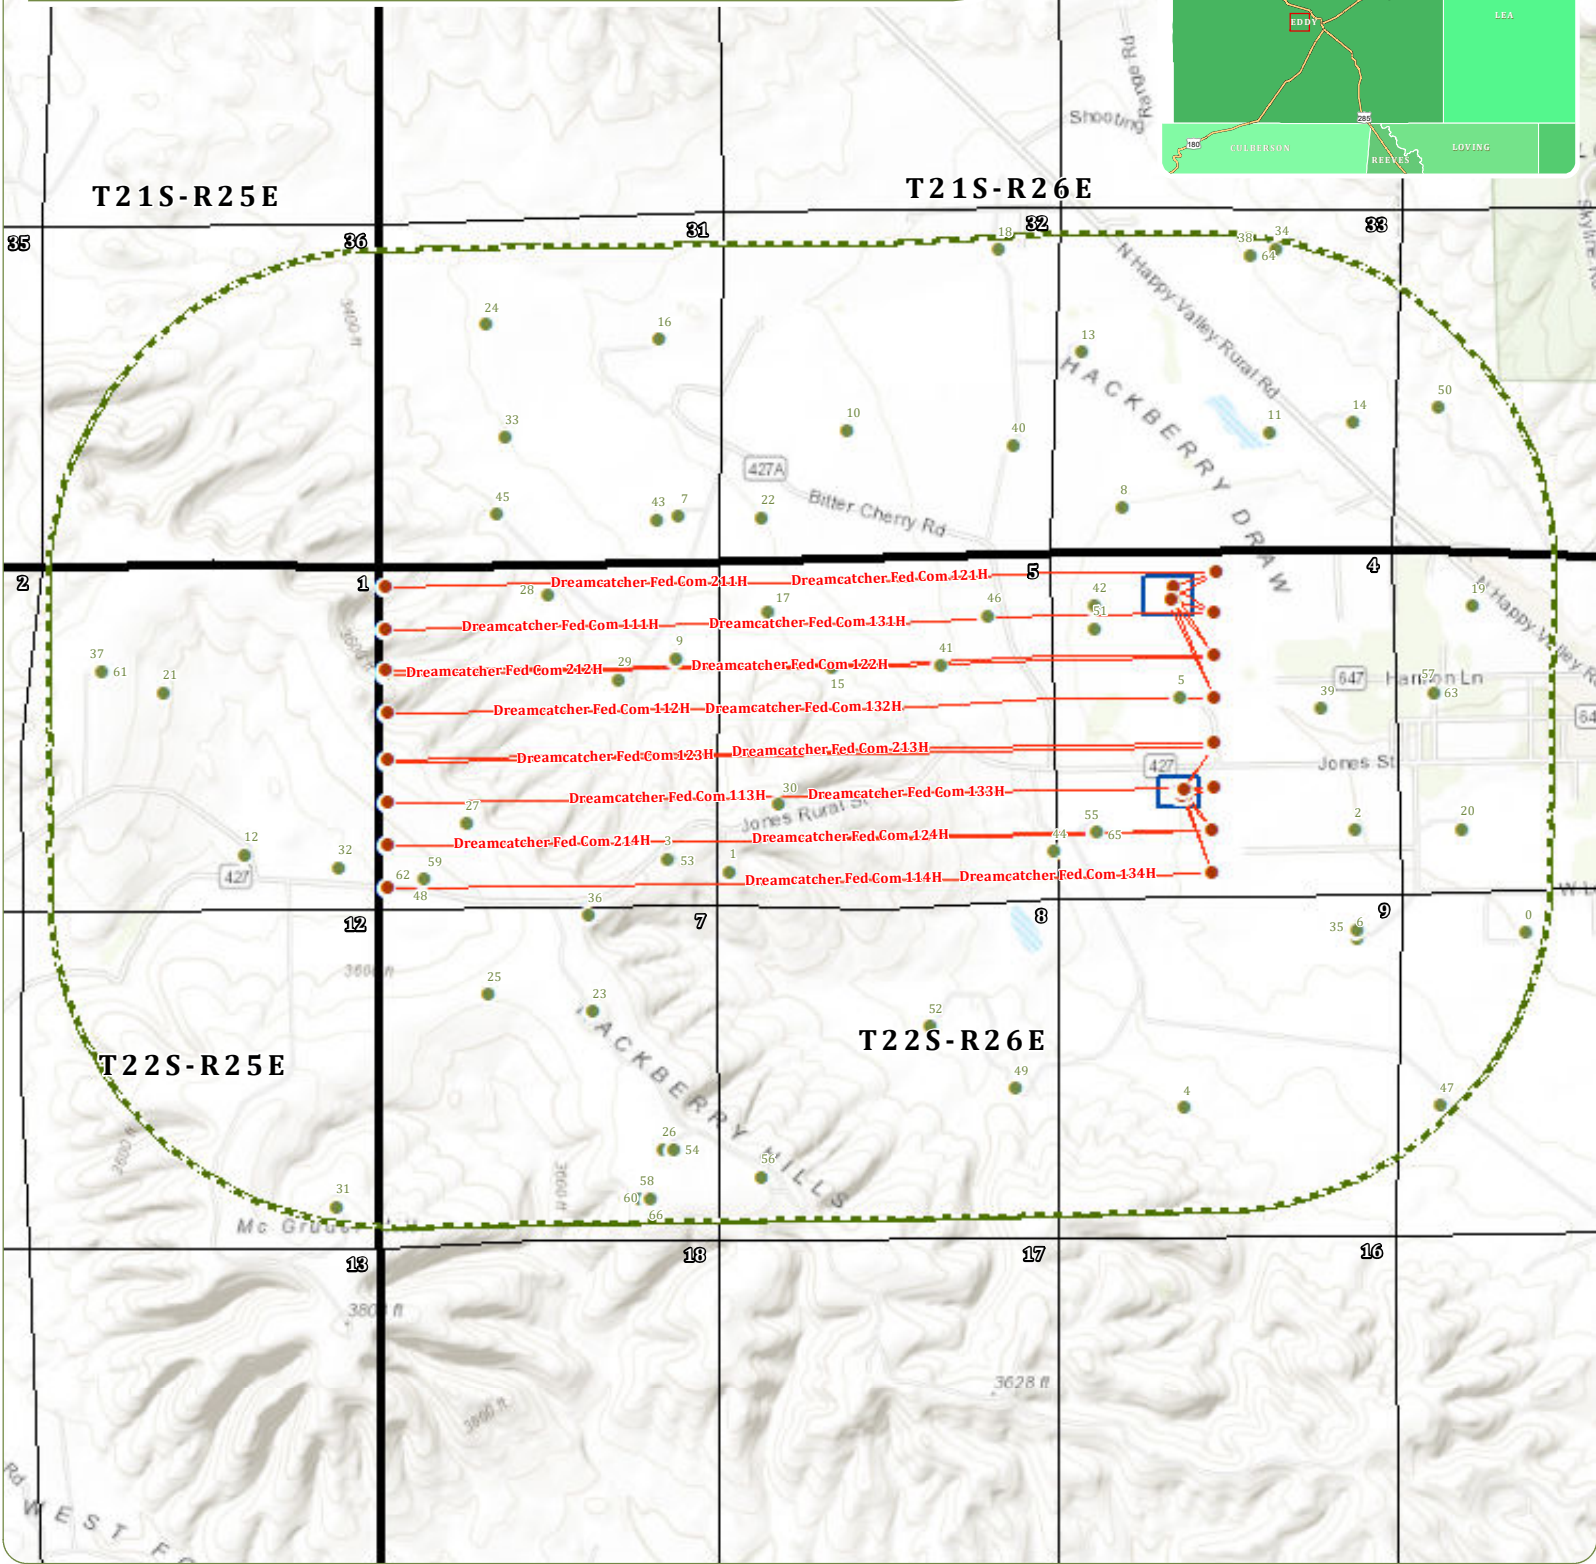 EDDY
LEA
285
180
CULBERSON
REEVES
LOVING
Range Rd
Shooting
T21S-R25E
T21S-R26E
35
36
31
32
33
18
38
34
64
N Happy Valley Rural Rd
3400 ft
24
16
13
HACKBERRY DRAW
50
14
11
33
10
40
427A
45
43
7
22
Bitter Cherry Rd
8
2
1
5
4
Dreamcatcher Fed Com 211H
Dreamcatcher Fed Com 121H
28
17
46
42
51
19
N Happy Valley Rd
Dreamcatcher Fed Com 111H
Dreamcatcher Fed Com 131H
37
61
21
9
29
Dreamcatcher Fed Com 212H
Dreamcatcher Fed Com 122H
41
15
5
647
39
57
63
Dreamcatcher Fed Com 112H
Dreamcatcher Fed Com 132H
Dreamcatcher Fed Com 123H
Dreamcatcher Fed Com 213H
427
Jones St
Dreamcatcher Fed Com 113H
30
Dreamcatcher Fed Com 133H
27
Jones Rural St
2
20
12
32
Dreamcatcher Fed Com 214H
3
53
Dreamcatcher Fed Com 124H
1
44
55
65
427
59
62
48
Dreamcatcher Fed Com 114H
Dreamcatcher Fed Com 134H
36
12
7
8
9
35
6
0
25
23
52
T22S-R25E
T22S-R26E
49
4
47
26
54
56
58
60
66
HILLS
3600 ft
31
13
18
17
16
3628 ft
3800 ft
Rd
WEST